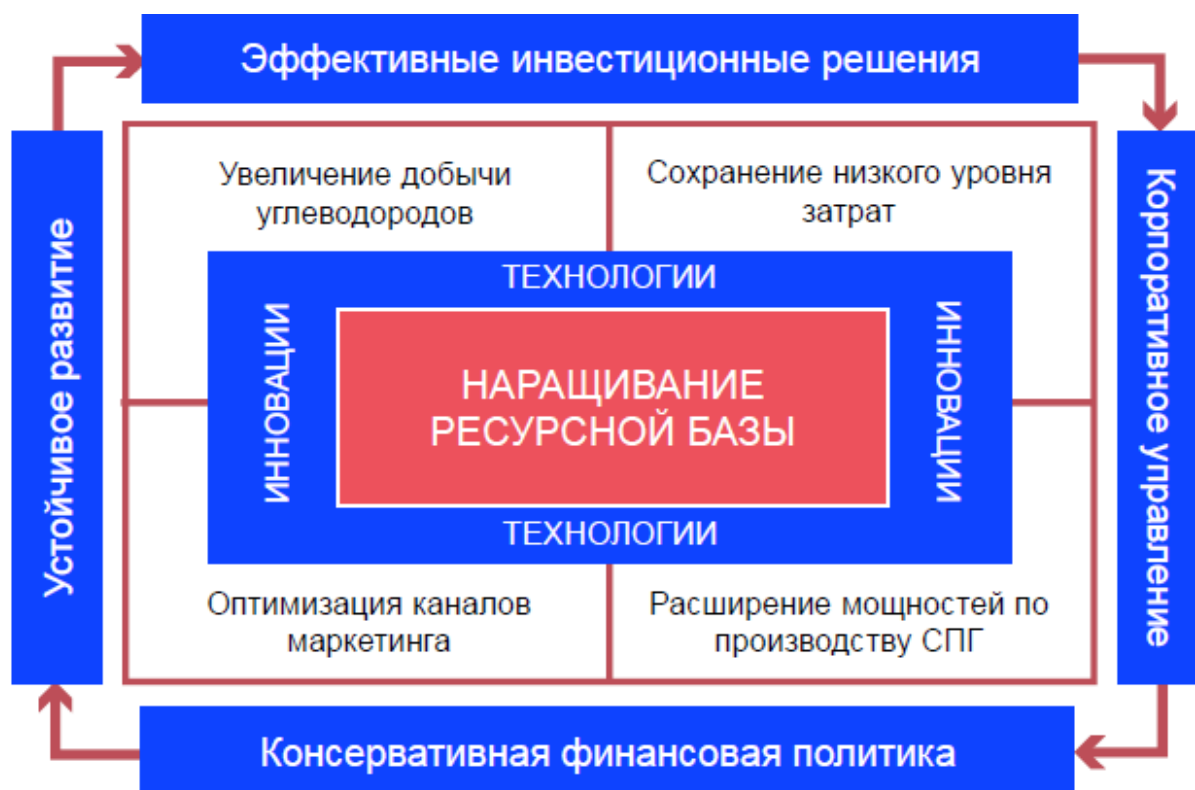 Эффективные инвестиционные решения
Устойчивое развитие
Увеличение добычи
углеводородов
Сохранение низкого уровня
затрат
Корпоративное управление
ТЕХНОЛОГИИ
ИННОВАЦИИ
НАРАЩИВАНИЕ
РЕСУРСНОЙ БАЗЫ
ИННОВАЦИИ
ТЕХНОЛОГИИ
Оптимизация каналов
маркетинга
Расширение мощностей по
производству СПГ
Консервативная финансовая политика